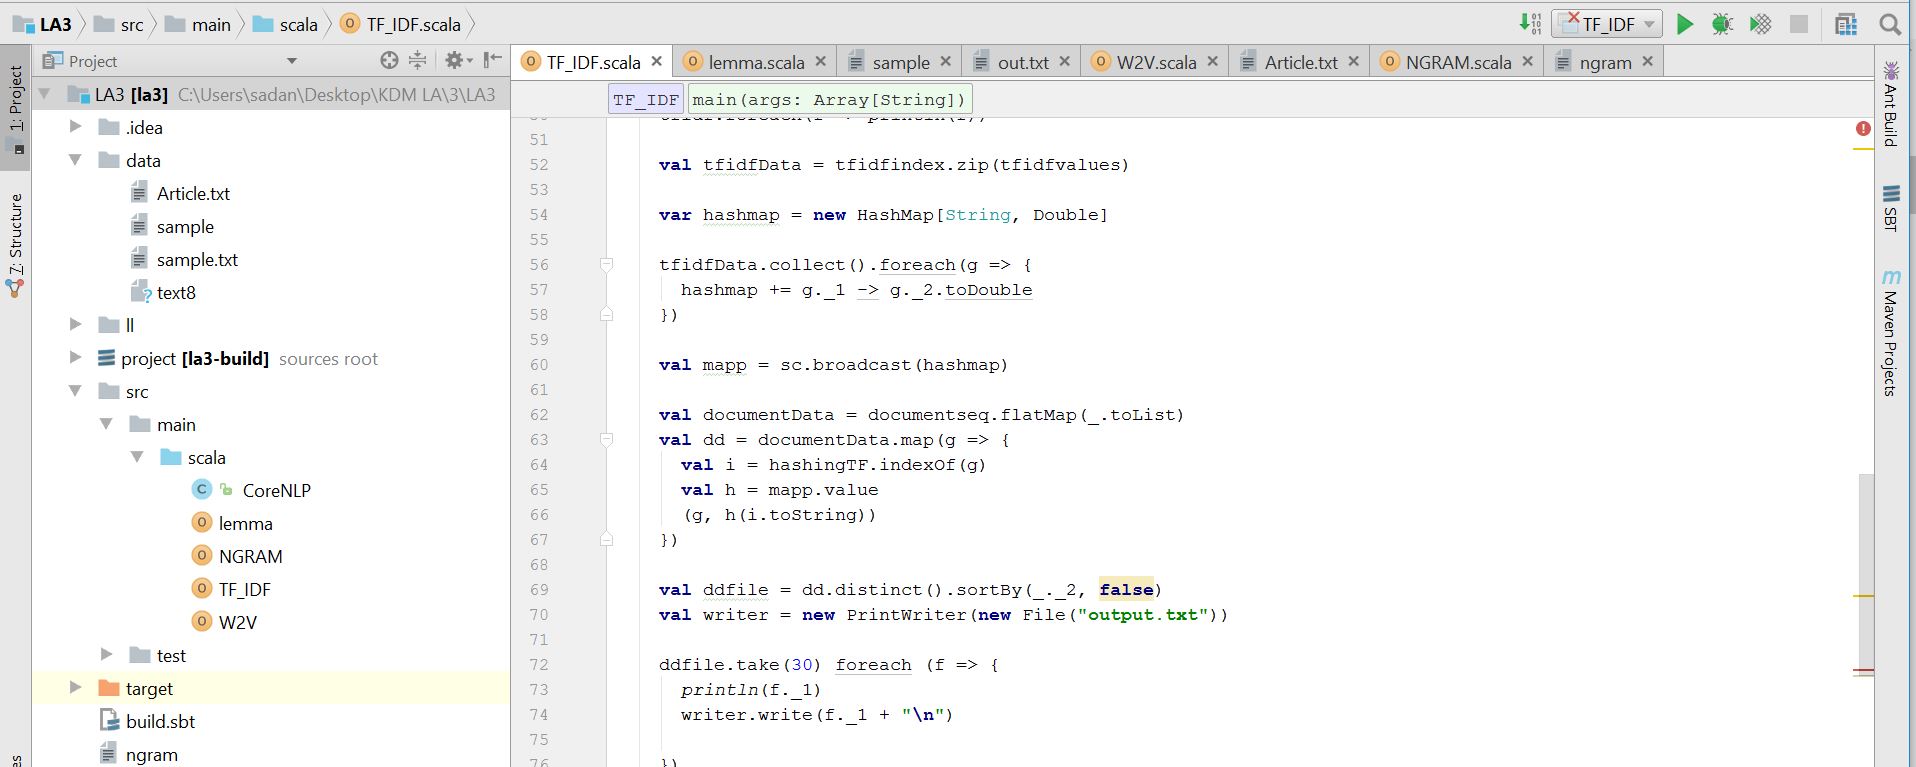 LA3 src main scala TF_IDF.scala
TF_IDF
Project
TF_IDF.scala lemma.scala sample out.txt W2V.scala Article.txt NGRAM.scala ngram
1: Project
7: Structure
LA3 [la3] C:\Users\sadan\Desktop\KDM LA\3\LA3
.idea
data
Article.txt
sample
sample.txt
text8
ll
project [la3-build] sources root
src
main
scala
CoreNLP
lemma
NGRAM
TF_IDF
W2V
test
target
build.sbt
ngram
TF_IDF main(args: Array[String])
51
52 val tfidfData = tfidfindex.zip(tfidfvalues)
53
54 var hashmap = new HashMap[String, Double]
55
56 tfidfData.collect().foreach(g => {
57 hashmap += g._1 -> g._2.toDouble
58 })
59
60 val mapp = sc.broadcast(hashmap)
61
62 val documentData = documentseq.flatMap(_.toList)
63 val dd = documentData.map(g => {
64 val i = hashingTF.indexOf(g)
65 val h = mapp.value
66 (g, h(i.toString))
67 })
68
69 val ddfile = dd.distinct().sortBy(_._2, false)
70 val writer = new PrintWriter(new File("output.txt"))
71
72 ddfile.take(30) foreach (f => {
73 println(f._1)
74 writer.write(f._1 + "\n")
75
76 })
Ant Build
SBT
Maven Projects